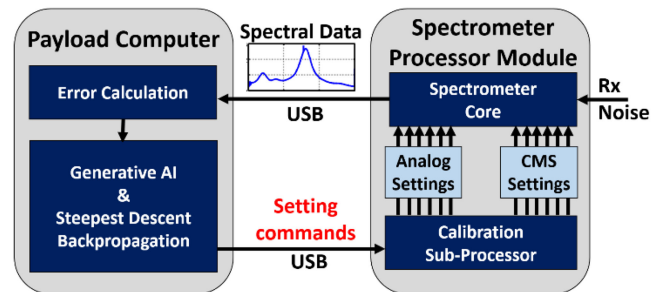 Payload Computer
Error Calculation
Generative AI
&
Steepest Descent
Backpropagation
Spectral Data
USB
Setting
commands
USB
Spectrometer
Processor Module
Spectrometer
Core
Rx
Noise
Analog
Settings
CMS
Settings
Calibration
Sub-Processor